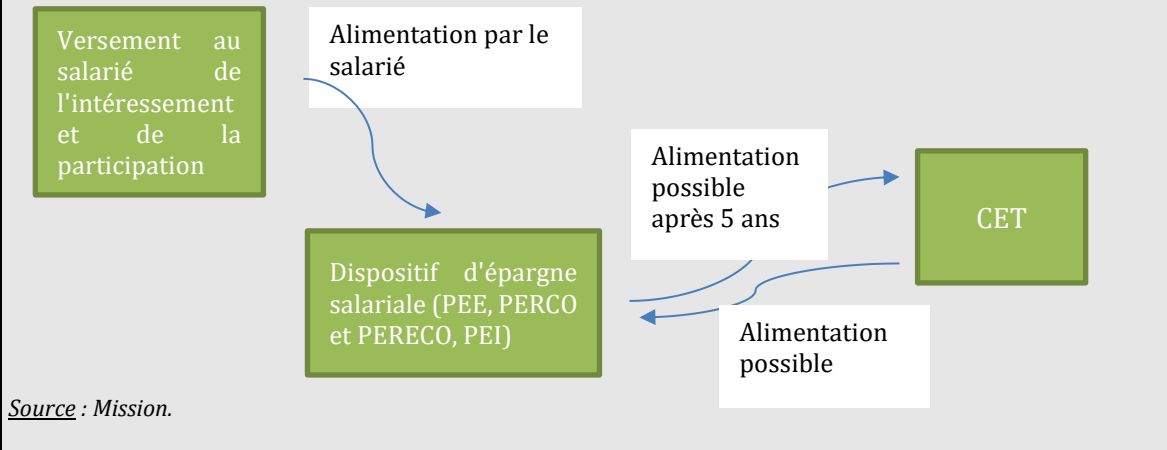 Versement au
salarié de
l'intéressement
et de la
participation
Alimentation par le
salarié
Alimentation
possible
après 5 ans
CET
Dispositif d'épargne
salariale (PEE, PERCO
et PERECO, PEI)
Alimentation
possible
Source : Mission.